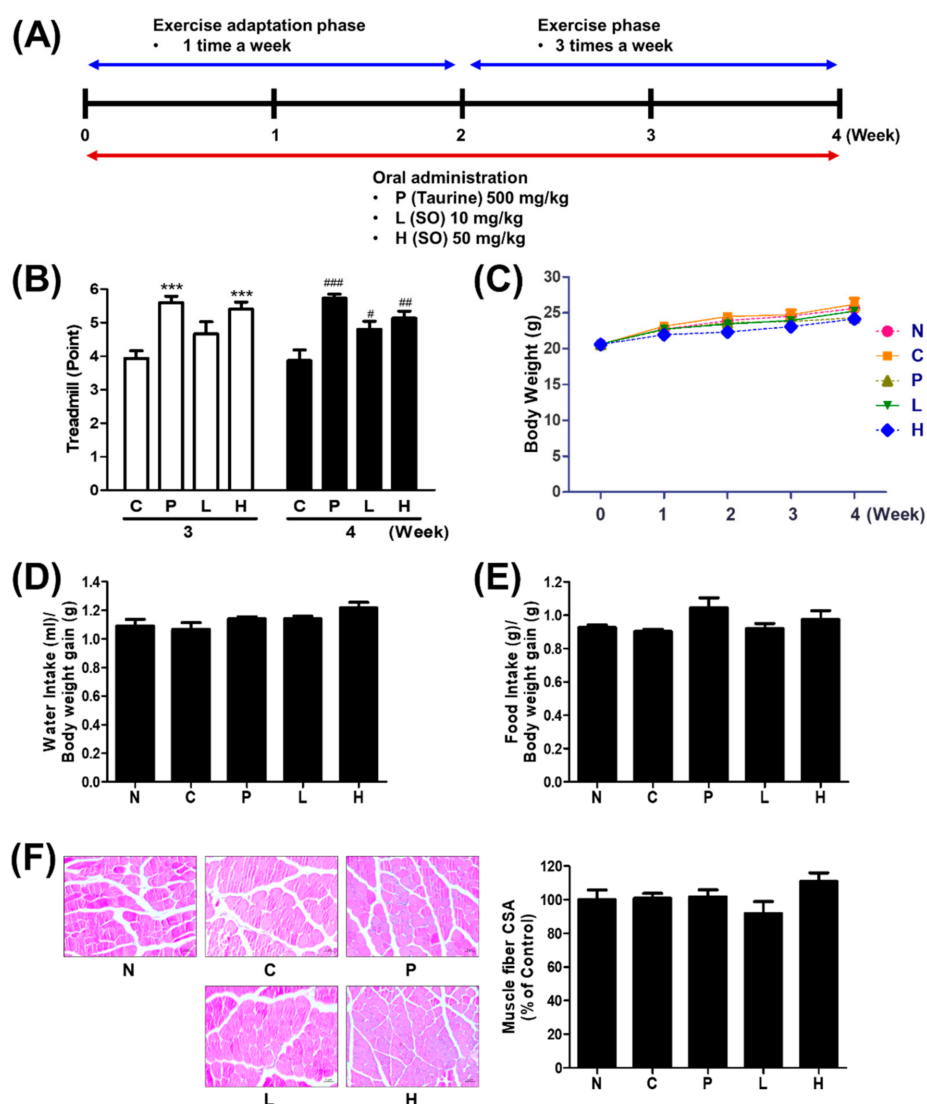 (A)
Exercise adaptation phase
• 1 time a week
Exercise phase
• 3 times a week
0 1 2 3 4 (Week)
Oral administration
• P (Taurine) 500 mg/kg
• L (SO) 10 mg/kg
• H (SO) 50 mg/kg
(B)
Treadmill (Point)
6
5
4
3
2
1
0
*** *** ### # ##
C P L H C P L H
3 4 (Week)
(C)
Body Weight (g)
30
25
20
15
10
5
0
0 1 2 3 4 (Week)
N
C
P
L
H
(D)
Water Intake (ml)/
Body weight gain (g)
1.4
1.2
1.0
0.8
0.6
0.4
0.2
0.0
N C P L H
(E)
Food Intake (g)/
Body weight gain (g)
1.2
1.0
0.8
0.6
0.4
0.2
0.0
N C P L H
(F)
N C P
L H
Muscle fiber CSA
(% of Control)
120
100
80
60
40
20
0
N C P L H